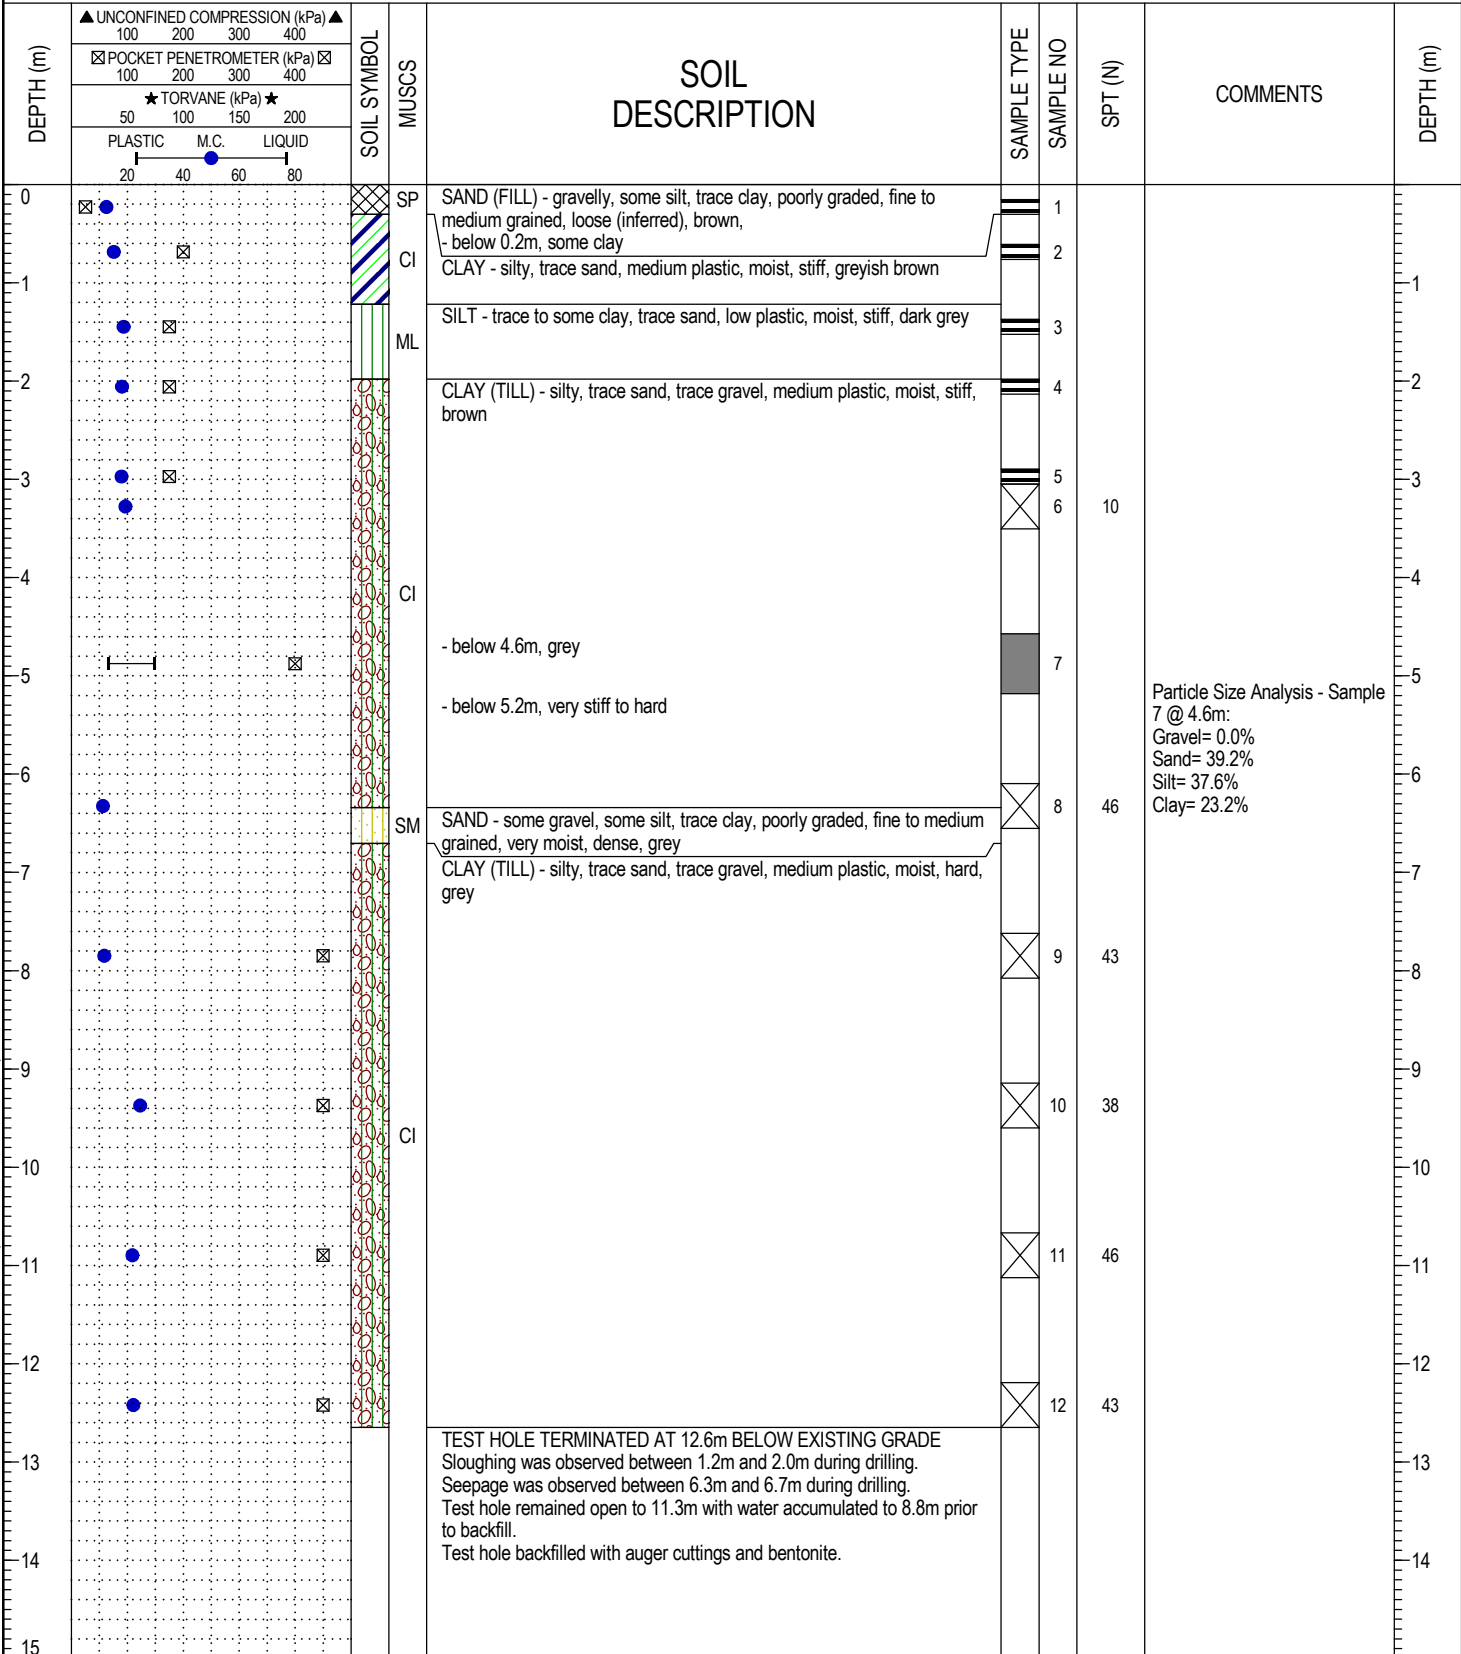 DEPTH (m)
▲ UNCONFINED COMPRESSION (kPa) ▲
100 200 300 400
☒ POCKET PENETROMETER (kPa) ☒
100 200 300 400
★ TORVANE (kPa) ★
50 100 150 200
PLASTIC M.C. LIQUID
20 40 60 80
SOIL SYMBOL
MUSCS
SOIL
DESCRIPTION
SAMPLE TYPE
SAMPLE NO
SPT (N)
COMMENTS
DEPTH (m)
0
SP
SAND (FILL) - gravelly, some silt, trace clay, poorly graded, fine to
medium grained, loose (inferred), brown,
- below 0.2m, some clay
1
2
CI
CLAY - silty, trace sand, medium plastic, moist, stiff, greyish brown
1
1
SILT - trace to some clay, trace sand, low plastic, moist, stiff, dark grey
3
ML
2
CLAY (TILL) - silty, trace sand, trace gravel, medium plastic, moist, stiff,
brown
4
2
3
5
3
6 10
4
4
CI
- below 4.6m, grey
7
5
5
- below 5.2m, very stiff to hard
Particle Size Analysis - Sample
7 @ 4.6m:
Gravel= 0.0%
Sand= 39.2%
Silt= 37.6%
Clay= 23.2%
6
6
8 46
SM
SAND - some gravel, some silt, trace clay, poorly graded, fine to medium
grained, very moist, dense, grey
7
CLAY (TILL) - silty, trace sand, trace gravel, medium plastic, moist, hard,
grey
7
9 43
8
8
9
9
10 38
CI
10
10
11 46
11
11
12
12
12 43
TEST HOLE TERMINATED AT 12.6m BELOW EXISTING GRADE
Sloughing was observed between 1.2m and 2.0m during drilling.
Seepage was observed between 6.3m and 6.7m during drilling.
Test hole remained open to 11.3m with water accumulated to 8.8m prior
to backfill.
Test hole backfilled with auger cuttings and bentonite.
13
13
14
14
15